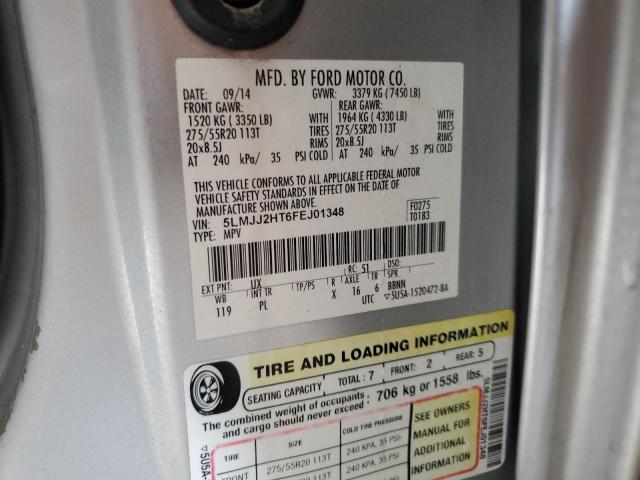 MFD. BY FORD MOTOR CO.
DATE: 09/14 GVWR: 3379 KG ( 7450 LB)
FRONT GAWR: REAR GAWR:
1520 KG ( 3350 LB) WITH 1964 KG ( 4330 LB) WITH
275/55R20 113T TIRES 275/55R20 113T TIRES
20x8.5J RIMS 20x8.5J RIMS
AT 240 kPa/ 35 PSI COLD AT 240 kPa/ 35 PSI COLD
THIS VEHICLE CONFORMS TO ALL APPLICABLE FEDERAL MOTOR
VEHICLE SAFETY STANDARDS IN EFFECT ON THE DATE OF
MANUFACTURE SHOWN ABOVE.
VIN: 5LMJJ2HT6FEJ01348 F0275
TYPE: MPV T0183
EXT PNT: UX RC: 51 DSO:
WB INT TR TP/PS R AXLE TR SPR
119 PL X 16 6 BBNN
UTC ▽5U5A-1520472-BA
TIRE AND LOADING INFORMATION
SEATING CAPACITY TOTAL: 7 FRONT: 2 REAR: 5
The combined weight of occupants and cargo should never exceed : 706 kg or 1558 lbs.
TIRE SIZE COLD TIRE PRESSURE
FRONT 275/55R20 113T 240 KPA, 35 PSI
SEE OWNERS
MANUAL FOR
ADDITIONAL
INFORMATION
5LMJJ2HT6FEJ01348
▽5U5A-